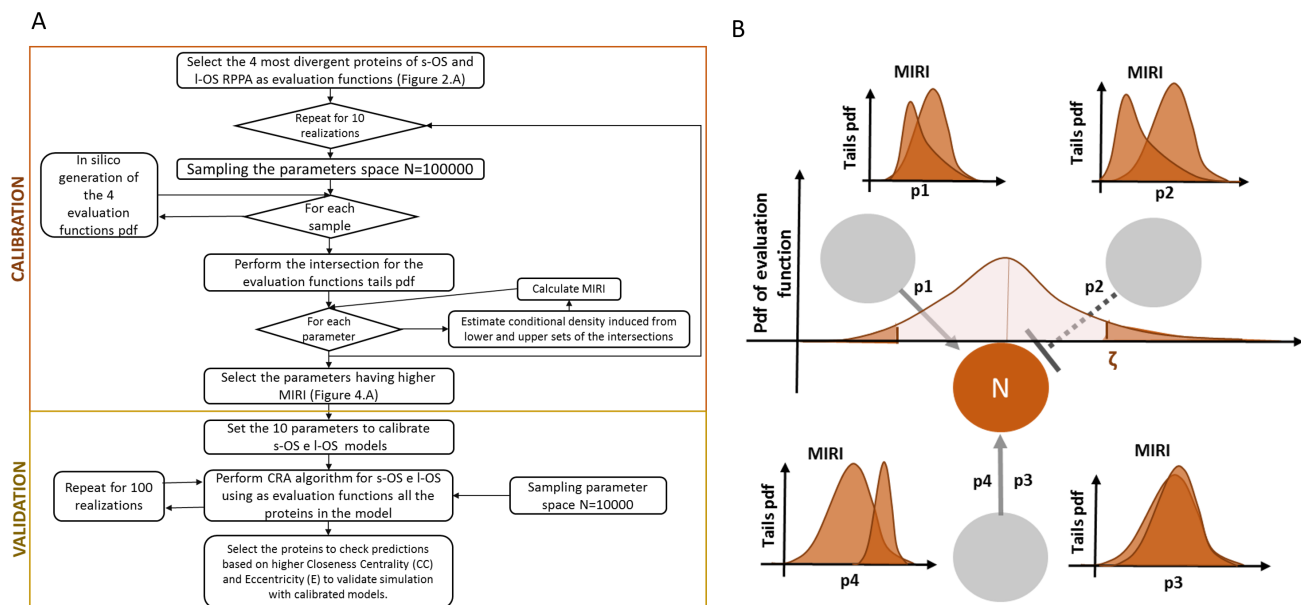 A
CALIBRATION
Select the 4 most divergent proteins of s-OS and
l-OS RPPA as evaluation functions (Figure 2.A)
Repeat for 10
realizations
Sampling the parameters space N=100000
In silico
generation of
the 4
evaluation
functions pdf
For each
sample
Perform the intersection for the
evaluation functions tails pdf
Calculate MIRI
For each
parameter
Estimate conditional density induced from
lower and upper sets of the intersections
Select the parameters having higher
MIRI (Figure 4.A)
VALIDATION
Set the 10 parameters to calibrate
s-OS e l-OS models
Repeat for 100
realizations
Perform CRA algorithm for s-OS e l-OS
using as evaluation functions all the
proteins in the model
Sampling parameter
space N=10000
Select the proteins to check predictions
based on higher Closeness Centrality (CC)
and Eccentricity (E) to validate simulation
with calibrated models.
B
MIRI
Tails pdf
p1
MIRI
Tails pdf
p2
Pdf of evaluation
function
p1
p2
ζ
N
p4
p3
MIRI
Tails pdf
p4
MIRI
Tails pdf
p3